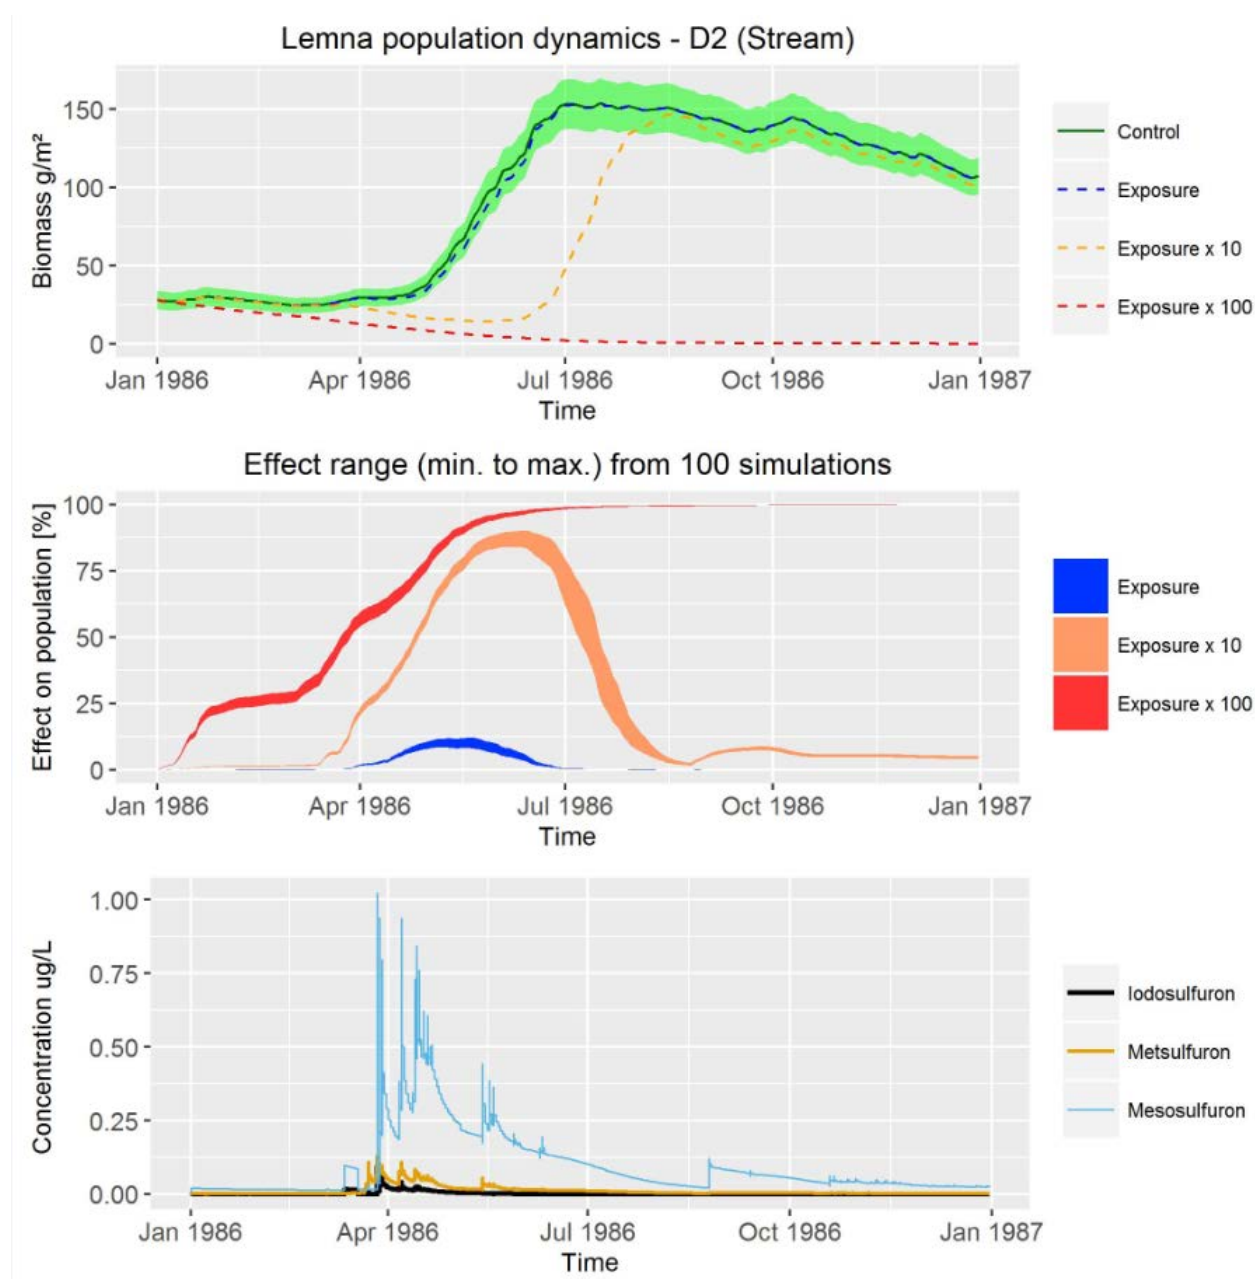 Lemna population dynamics - D2 (Stream)
Biomass g/m²
150
100
50
0
Jan 1986 Apr 1986 Jul 1986 Oct 1986 Jan 1987
Time
Control
Exposure
Exposure x 10
Exposure x 100
Effect range (min. to max.) from 100 simulations
Effect on population [%]
100
75
50
25
0
Jan 1986 Apr 1986 Jul 1986 Oct 1986 Jan 1987
Time
Exposure
Exposure x 10
Exposure x 100
Concentration ug/L
1.00
0.75
0.50
0.25
0.00
Jan 1986 Apr 1986 Jul 1986 Oct 1986 Jan 1987
Time
Iodosulfuron
Metsulfuron
Mesosulfuron